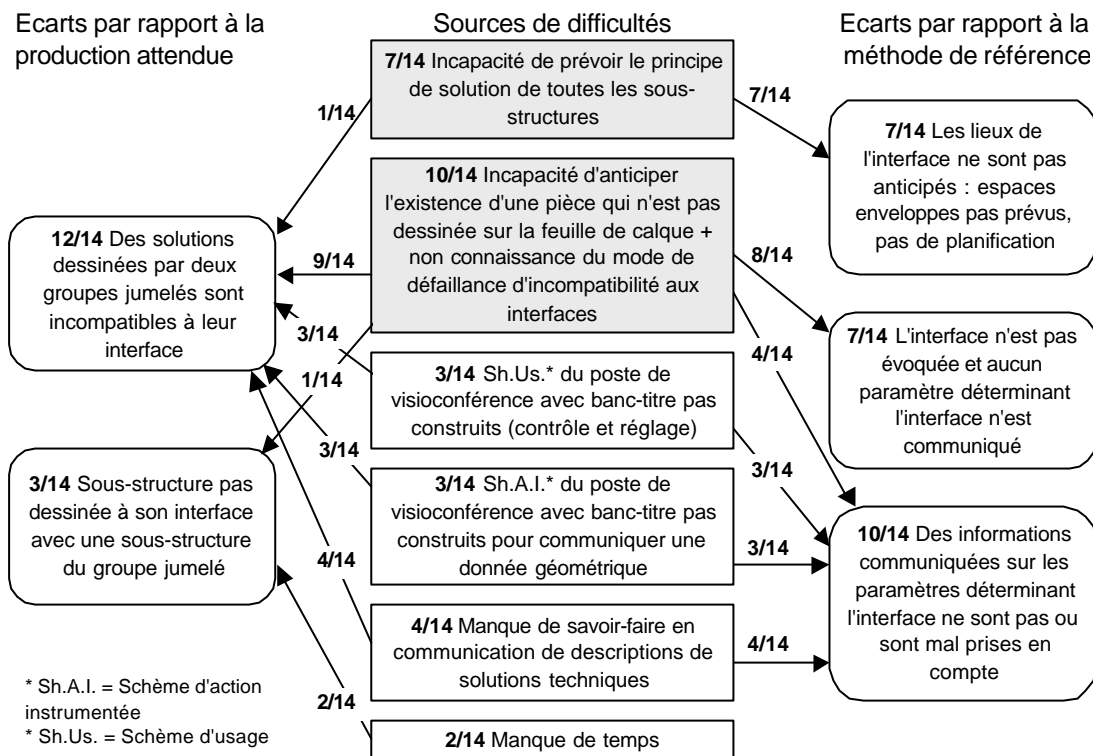 Ecarts par rapport à la
production attendue
Sources de difficultés
Ecarts par rapport à la
méthode de référence
7/14 Incapacité de prévoir le principe
de solution de toutes les sous-
structures
1/14
7/14
7/14 Les lieux de
l'interface ne sont pas
anticipés : espaces
enveloppes pas prévus,
pas de planification
10/14 Incapacité d'anticiper
l'existence d'une pièce qui n'est pas
dessinée sur la feuille de calque +
non connaissance du mode de
défaillance d'incompatibilité aux
interfaces
12/14 Des solutions
dessinées par deux
groupes jumelés sont
incompatibles à leur
interface
9/14
8/14
3/14
4/14
1/14
7/14 L'interface n'est pas
évoquée et aucun
paramètre déterminant
l'interface n'est
communiqué
3/14 Sh.Us.* du poste de
visioconférence avec banc-titre pas
construits (contrôle et réglage)
3/14
3/14
3/14 Sous-structure pas
dessinée à son interface
avec une sous-structure
du groupe jumelé
3/14 Sh.A.I.* du poste de
visioconférence avec banc-titre pas
construits pour communiquer une
donnée géométrique
3/14
10/14 Des informations
communiquées sur les
paramètres déterminant
l'interface ne sont pas ou
sont mal prises en
compte
4/14
4/14 Manque de savoir-faire en
communication de descriptions de
solutions techniques
4/14
* Sh.A.I. = Schème d'action
instrumentée
* Sh.Us. = Schème d'usage
2/14
2/14 Manque de temps